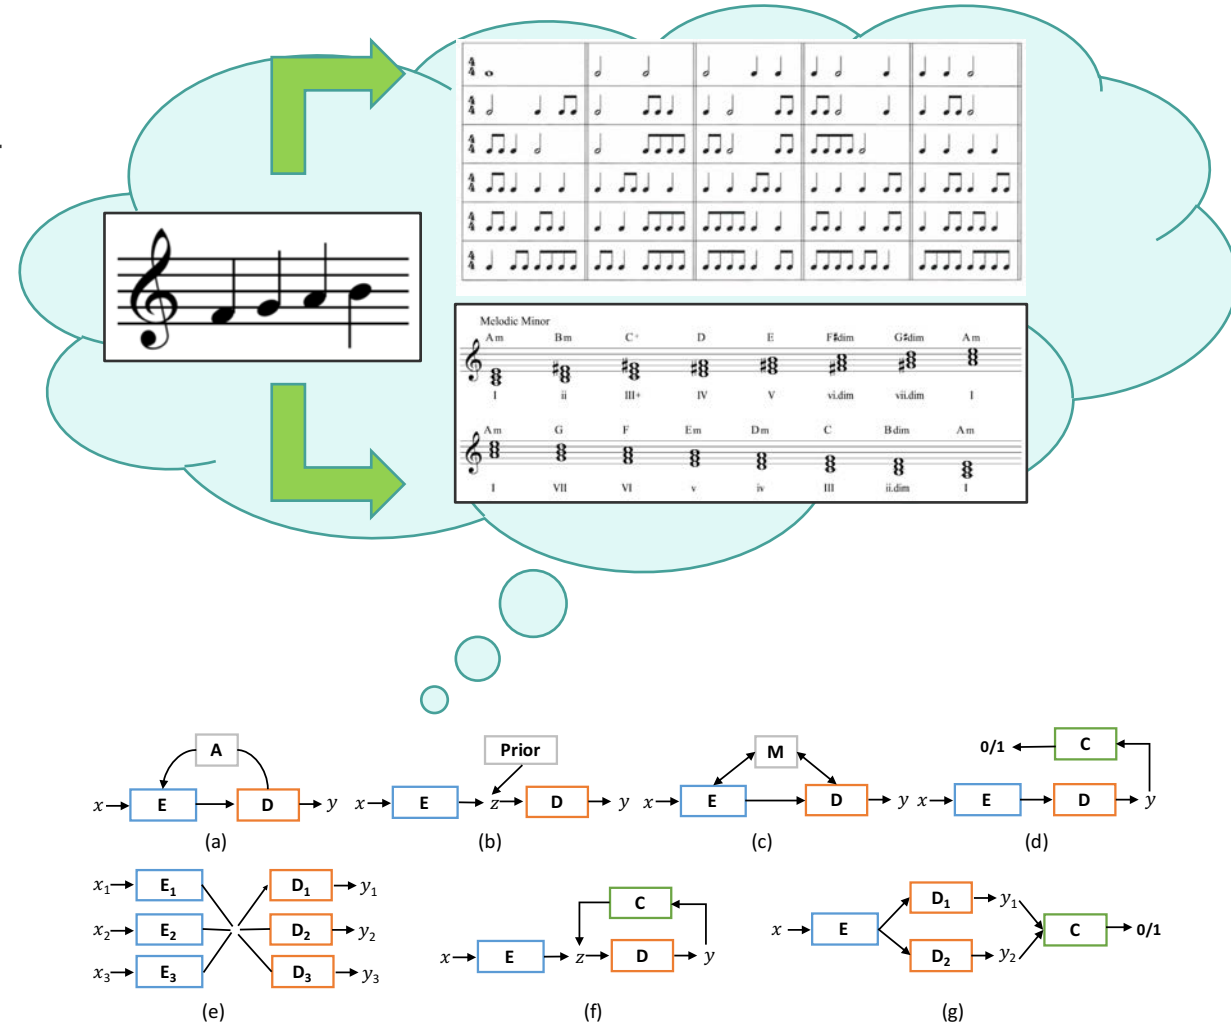 Melodic Minor
Am Bm C+ D E F#dim G#dim Am
I ii III+ IV V vi.dim vii.dim I
Am G F Em Dm C Bdim Am
I VII VI v iv III ii.dim I
A
x E D y
(a)
Prior
x E z D y
(b)
M
x E D y
(c)
0/1 C
x E D y
(d)
x₁ E₁ D₁ y₁
x₂ E₂ D₂ y₂
x₃ E₃ D₃ y₃
(e)
C
x E z D y
(f)
D₁ y₁
x E C 0/1
D₂ y₂
(g)